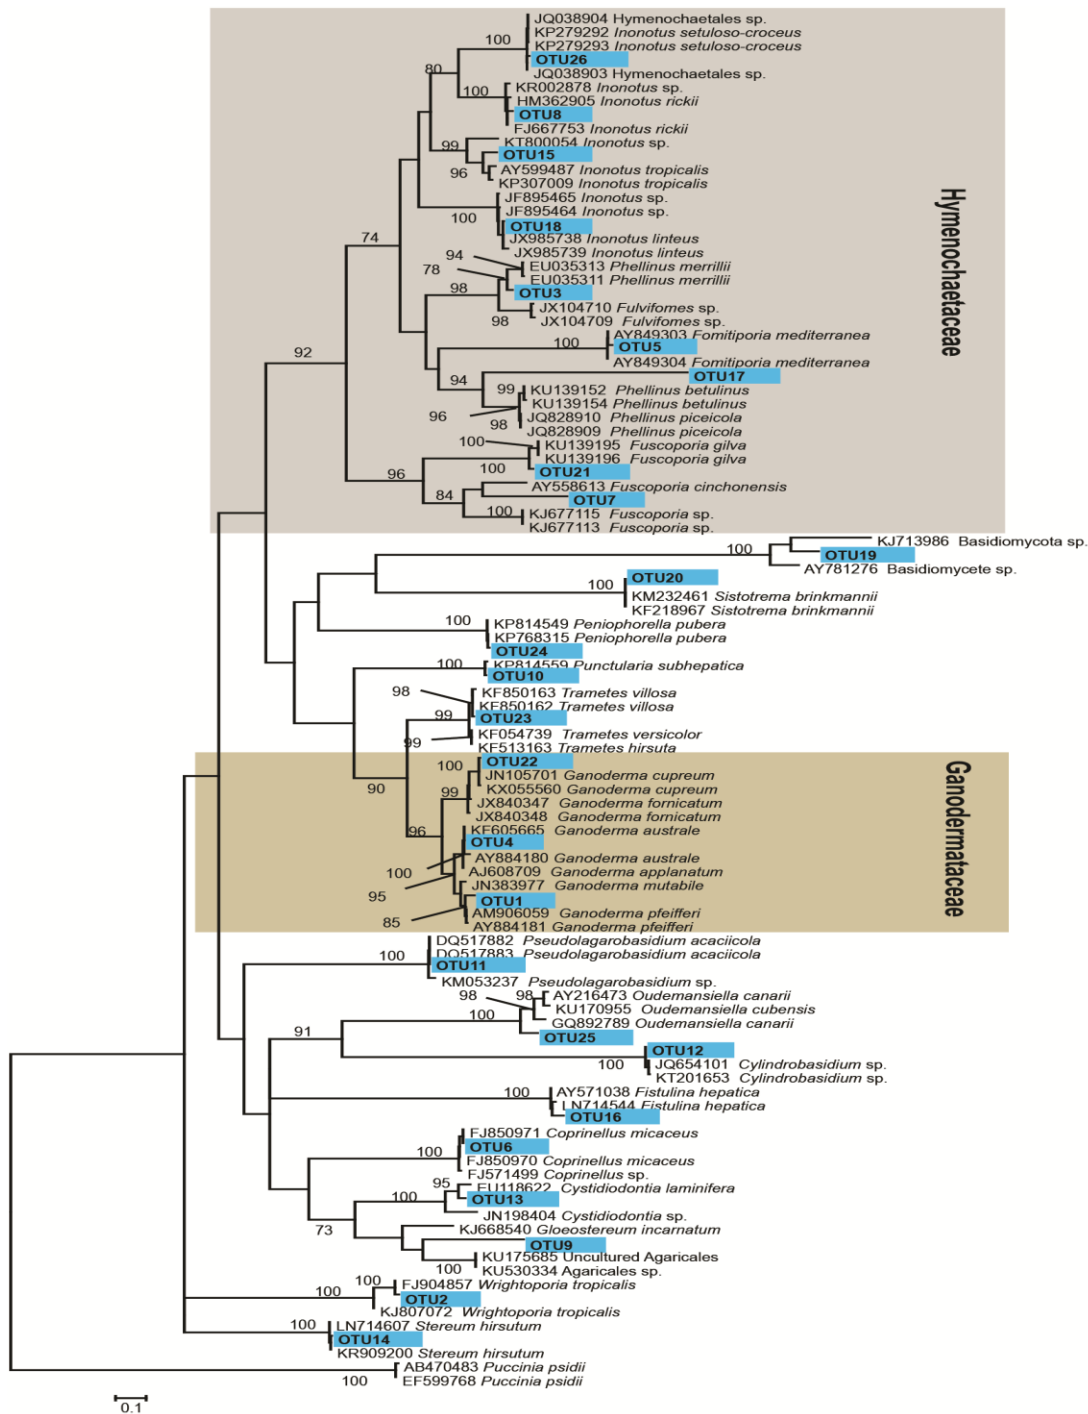 JQ038904 Hymenochaetales sp.
KP279292 Inonotus setuloso-croceus
100
KP279293 Inonotus setuloso-croceus
OTU26
80
JQ038903 Hymenochaetales sp.
KR002878 Inonotus sp.
100
HM362905 Inonotus rickii
OTU8
FJ667753 Inonotus rickii
KT800054 Inonotus sp.
99
OTU15
96
AY599487 Inonotus tropicalis
KP307009 Inonotus tropicalis
JF895465 Inonotus sp.
JF895464 Inonotus sp.
100
OTU18
74
JX985738 Inonotus linteus
JX985739 Inonotus linteus
94
EU035313 Phellinus merrillii
78
EU035311 Phellinus merrillii
98
OTU3
JX104710 Fulvifomes sp.
98
JX104709 Fulvifomes sp.
AY849303 Fomitiporia mediterranea
100
OTU5
92
AY849304 Fomitiporia mediterranea
OTU17
94
99
KU139152 Phellinus betulinus
KU139154 Phellinus betulinus
96
JQ828910 Phellinus piceicola
98
JQ828909 Phellinus piceicola
100
KU139195 Fuscoporia gilva
KU139196 Fuscoporia gilva
100
OTU21
96
AY558613 Fuscoporia cinchonensis
84
OTU7
100
KJ677115 Fuscoporia sp.
KJ677113 Fuscoporia sp.
Hymenochaetaceae
KJ713986 Basidiomycota sp.
100
OTU19
AY781276 Basidiomycete sp.
OTU20
100
KM232461 Sistotrema brinkmannii
KF218967 Sistotrema brinkmannii
KP814549 Peniophorella pubera
100
KP768315 Peniophorella pubera
OTU24
100
KP814559 Punctularia subhepatica
OTU10
98
KF850163 Trametes villosa
KF850162 Trametes villosa
99
OTU23
99
KF054739 Trametes versicolor
KF513163 Trametes hirsuta
OTU22
100
JN105701 Ganoderma cupreum
90
KX055560 Ganoderma cupreum
99
JX840347 Ganoderma fornicatum
JX840348 Ganoderma fornicatum
96
KF605665 Ganoderma australe
OTU4
AY884180 Ganoderma australe
100
AJ608709 Ganoderma applanatum
95
JN383977 Ganoderma mutabile
OTU1
85
AM906059 Ganoderma pfeifferi
AY884181 Ganoderma pfeifferi
Ganodermataceae
DQ517882 Pseudolagarobasidium acaciicola
100
DQ517883 Pseudolagarobasidium acaciicola
OTU11
KM053237 Pseudolagarobasidium sp.
98
98
AY216473 Oudemansiella canarii
KU170955 Oudemansiella cubensis
100
GQ892789 Oudemansiella canarii
91
OTU25
OTU12
100
JQ654101 Cylindrobasidium sp.
KT201653 Cylindrobasidium sp.
100
AY571038 Fistulina hepatica
LN714544 Fistulina hepatica
OTU16
FJ850971 Coprinellus micaceus
100
OTU6
FJ850970 Coprinellus micaceus
FJ571499 Coprinellus sp.
95
EU118622 Cystidiodontia laminifera
100
OTU13
JN198404 Cystidiodontia sp.
73
KJ668540 Gloeostereum incarnatum
OTU9
KU175685 Uncultured Agaricales
100
KU530334 Agaricales sp.
100
FJ904857 Wrightoporia tropicalis
100
OTU2
KJ807072 Wrightoporia tropicalis
100
LN714607 Stereum hirsutum
OTU14
KR909200 Stereum hirsutum
AB470483 Puccinia psidii
100
EF599768 Puccinia psidii
0.1